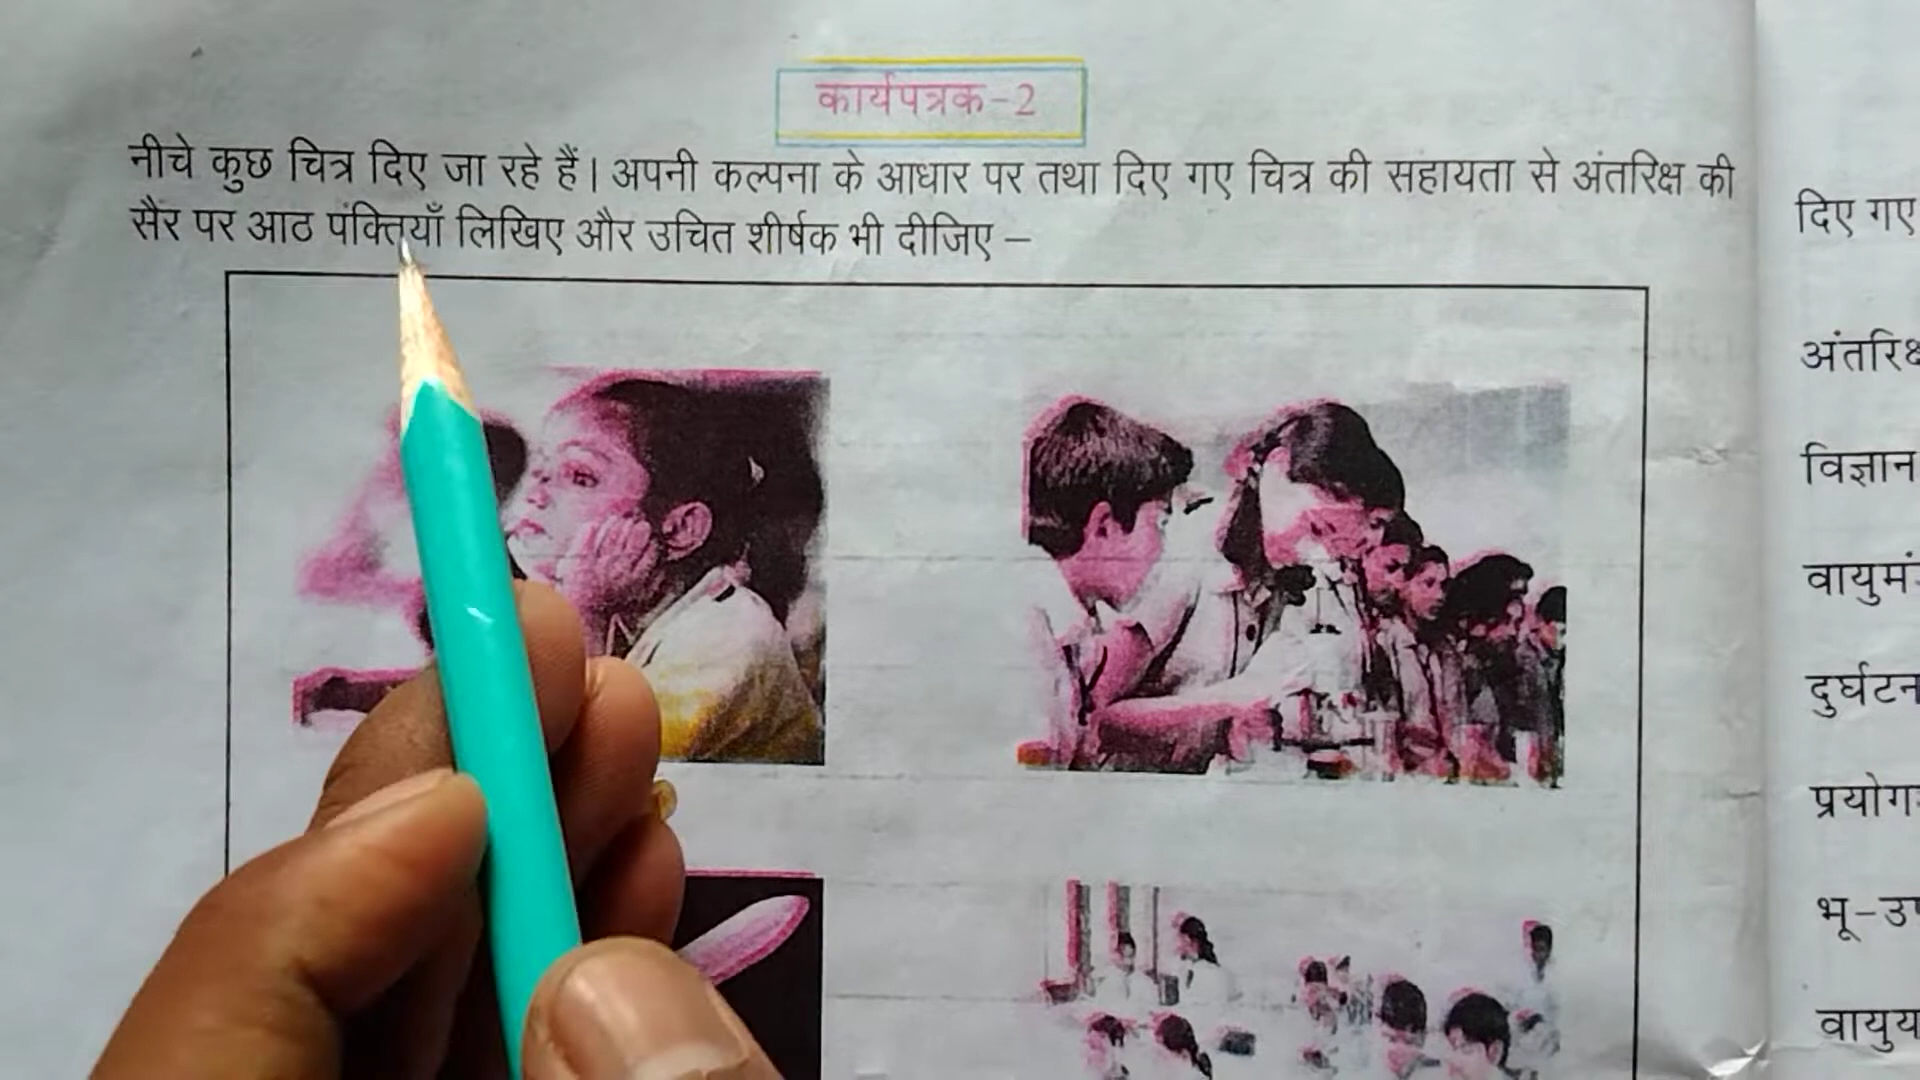 कार्यपत्रक-2
नीचे कुछ चित्र दिए जा रहे हैं। अपनी कल्पना के आधार पर तथा दिए गए चित्र की सहायता से अंतरिक्ष की
सैर पर आठ पंक्तियाँ लिखिए और उचित शीर्षक भी दीजिए –
दिए गए
विज्ञान